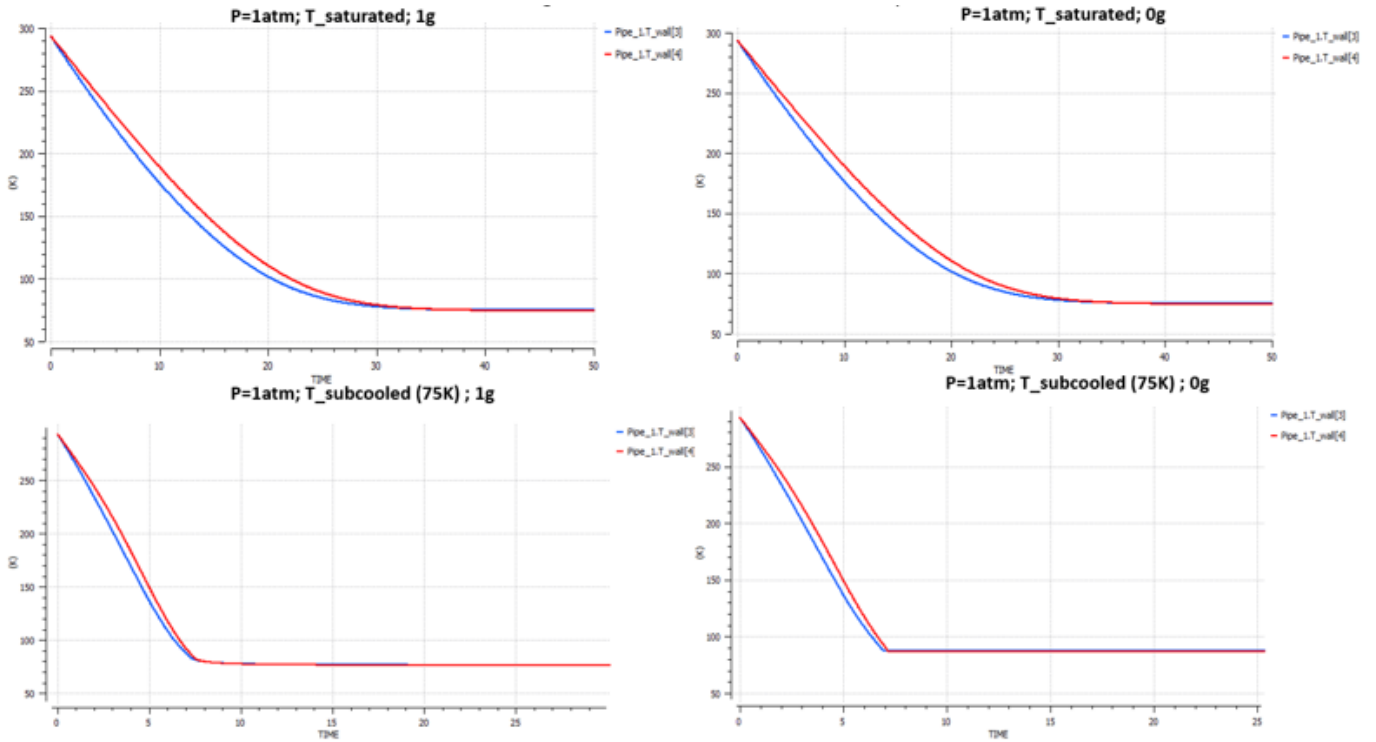 P=1atm; T_saturated; 1g
300
250
200
150
100
50
(K)
0
10
20
30
40
50
TIME
Pipe_1.T_wall[3]
Pipe_1.T_wall[4]
P=1atm; T_saturated; 0g
300
250
200
150
100
50
(K)
0
10
20
30
40
50
TIME
Pipe_1.T_wall[3]
Pipe_1.T_wall[4]
P=1atm; T_subcooled (75K) ; 1g
250
200
150
100
50
(K)
0
5
10
15
20
25
TIME
Pipe_1.T_wall[3]
Pipe_1.T_wall[4
P=1atm; T_subcooled (75K) ; 0g
250
200
150
100
50
(K)
0
5
10
15
20
25
TIME
Pipe_1.T_wall[3]
Pipe_1.T_wall[4]